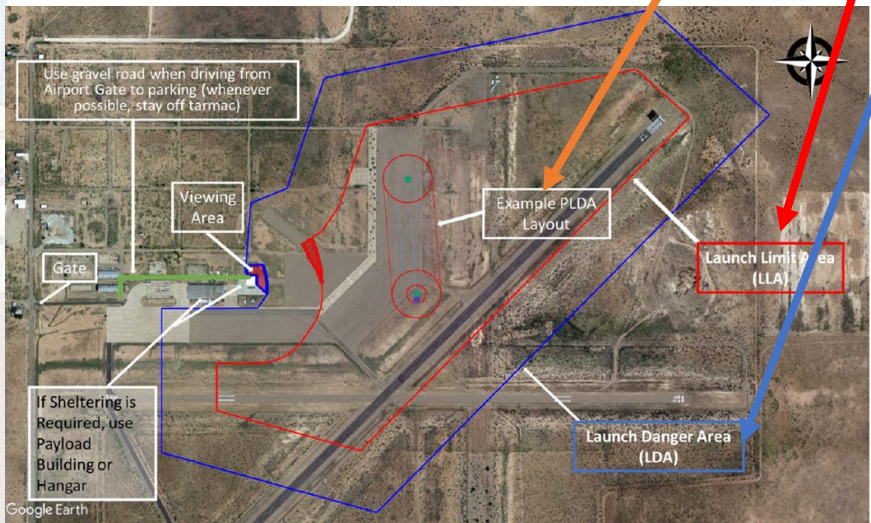 Use gravel road when driving from
Airport Gate to parking (whenever
possible, stay off tarmac)
Viewing
Area
Example PLDA
Layout
Gate
Launch Limit Area
(LLA)
If Sheltering is
Required, use
Payload
Building or
Hangar
Launch Danger Area
(LDA)
Google Earth